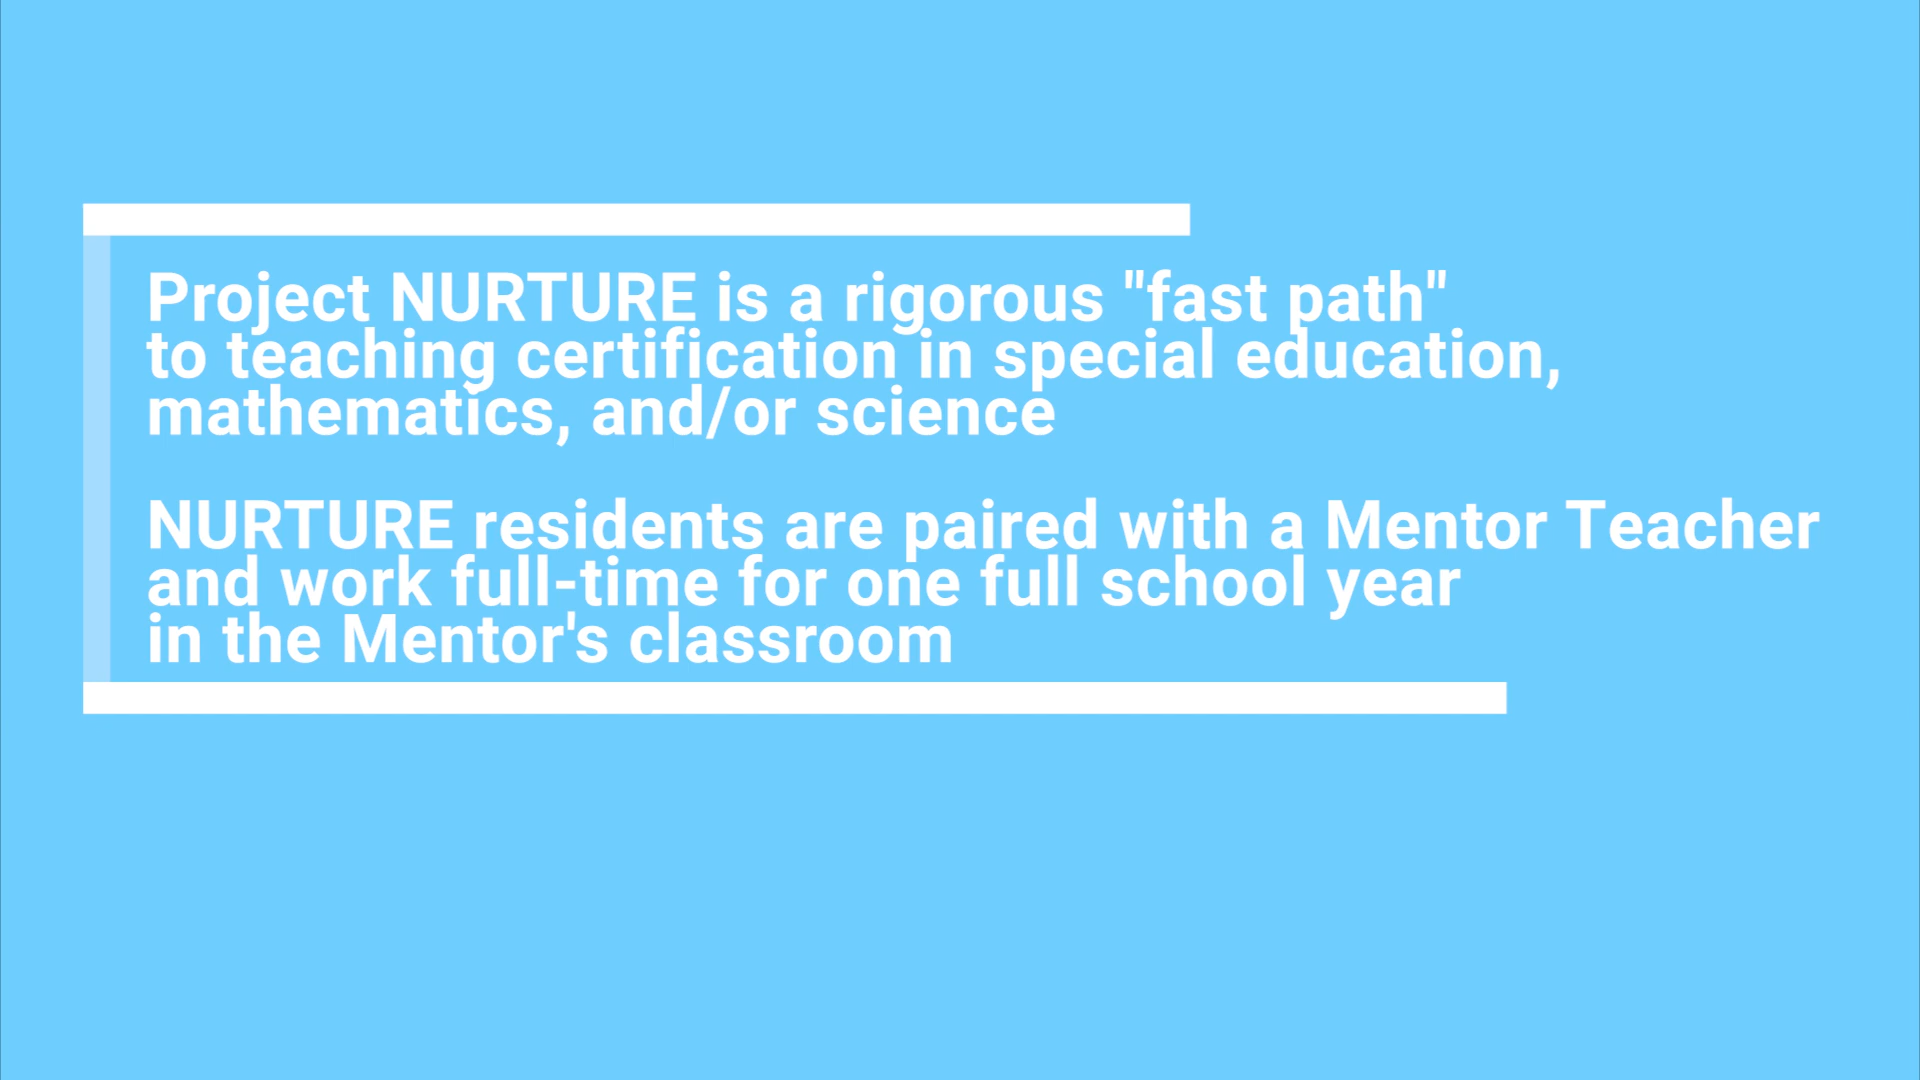 Project NURTURE is a rigorous "fast path"
to teaching certification in special education,
mathematics, and/or science
NURTURE residents are paired with a Mentor Teacher
and work full-time for one full school year
in the Mentor's classroom